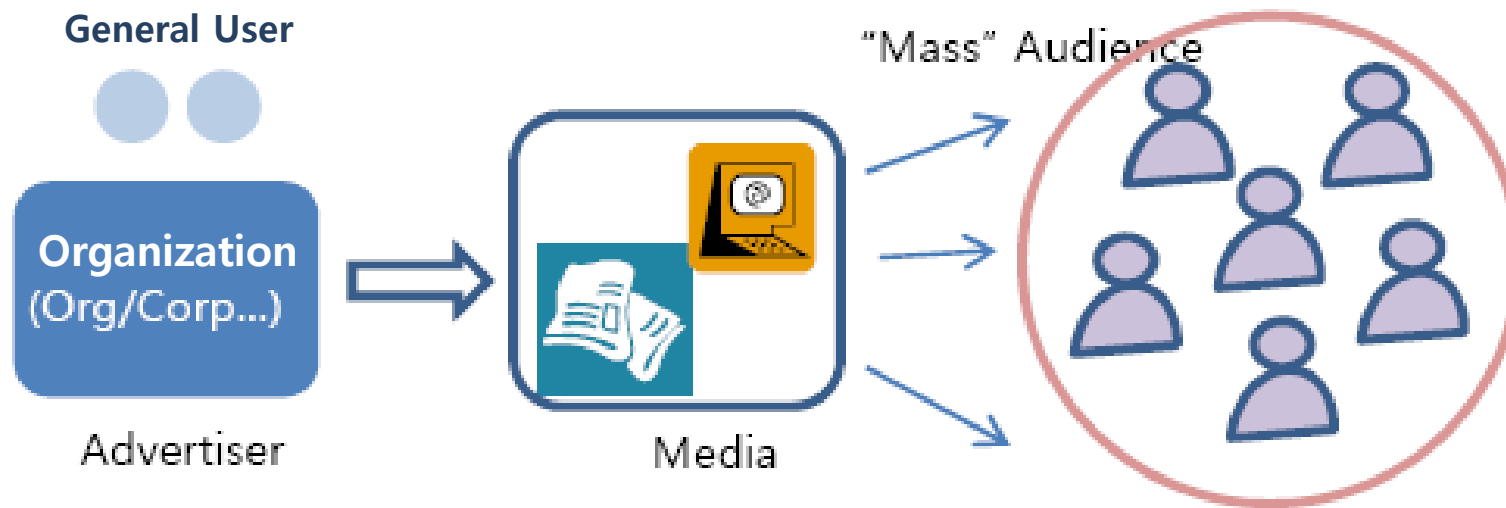 General User
“Mass” Audience
Organization
(Org/Corp...)
Advertiser
Media